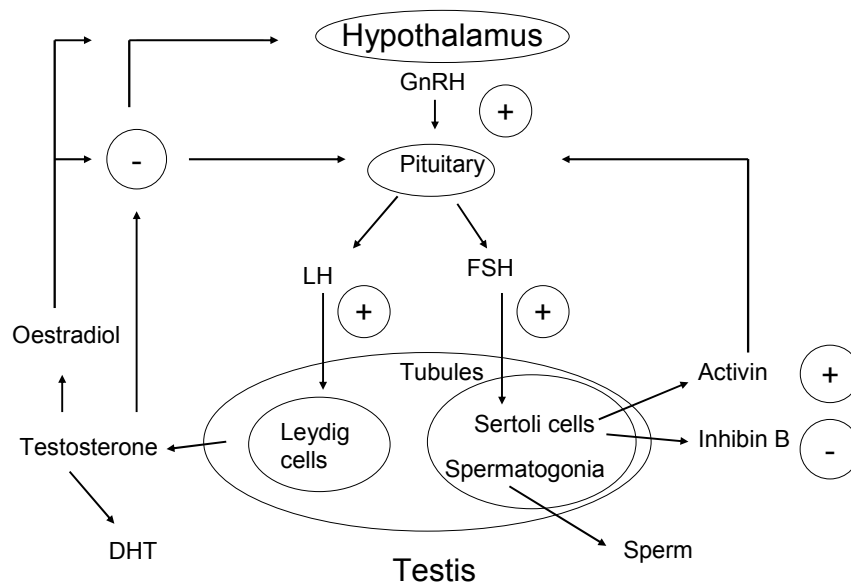 Hypothalamus
GnRH
+
-
Pituitary
LH
FSH
+
+
Oestradiol
Tubules
Activin
+
Testosterone
Leydig
cells
Sertoli cells
Inhibin B
-
Spermatogonia
DHT
Sperm
Testis